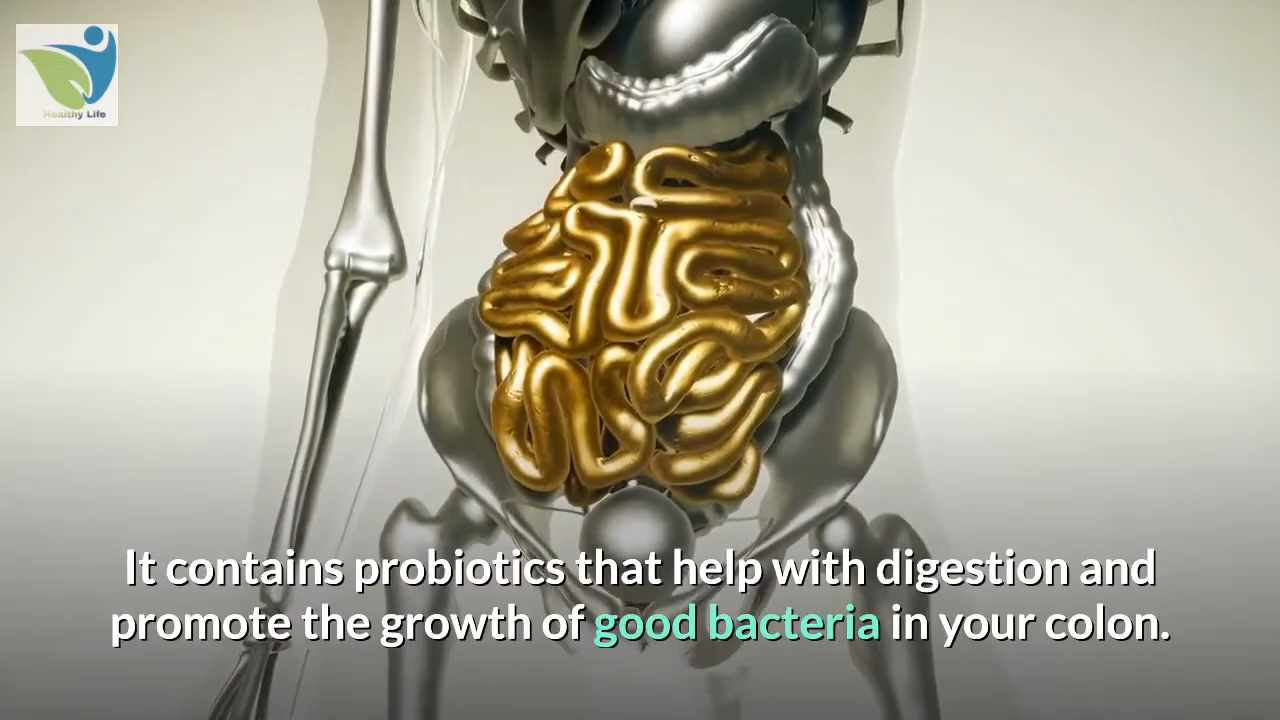 Healthy Life
It contains probiotics that help with digestion and
promote the growth of good bacteria in your colon.